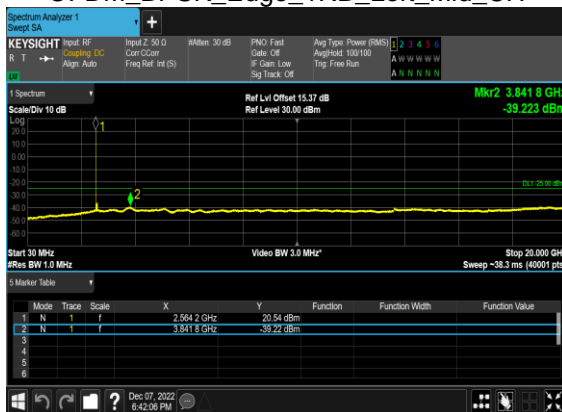 Spectrum Analyzer 1
Swept SA
KEYSIGHT Input: RF Input Z: 50 Ω #Atten: 30 dB PNO: Fast Avg Type: Power (RMS) 1 2 3 4 5 6
R T Coupling: DC Corr CCorr Gate: Off Avg|Hold: 100/100 A W W W W W
Align: Auto Freq Ref: Int (S) IF Gain: Low Trig: Free Run
LU Sig Track: Off A N N N N N
1 Spectrum Ref Lvl Offset 15.37 dB Mkr2 3.841 8 GHz
Scale/Div 10 dB Ref Level 30.00 dBm -39.223 dBm
Log
20.0
10.0
0.00
-10.0
-20.0
-30.0
-40.0
-50.0
-60.0
1
2
Start 30 MHz Video BW 3.0 MHz* Stop 20.000 GH
#Res BW 1.0 MHz Sweep ~38.3 ms (40001 pts
5 Marker Table
Mode Trace Scale X Y Function Function Width Function Value
1 N 1 f 2.564 2 GHz 20.54 dBm
2 N 1 f 3.841 8 GHz -39.22 dBm
3
4
5
6
? Dec 07, 2022
6:42:06 PM